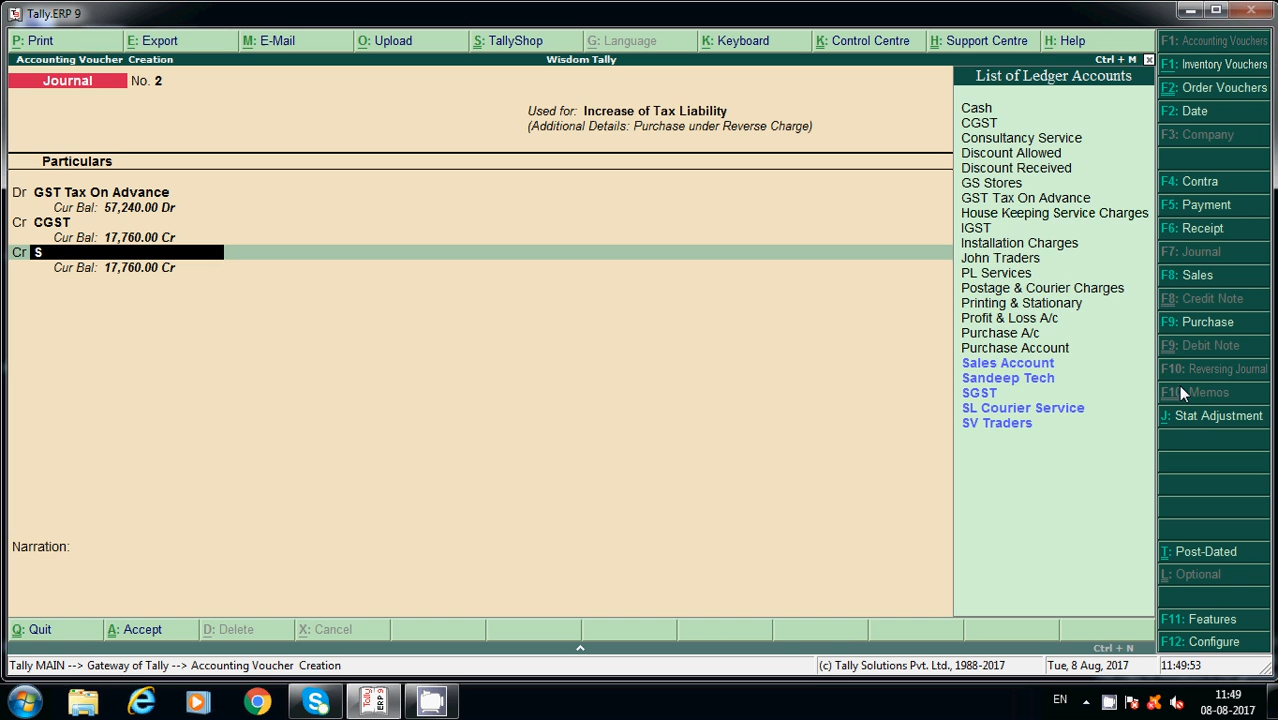 Tally.ERP 9
P: Print E: Export M: E-Mail O: Upload S: TallyShop G: Language K: Keyboard K: Control Centre H: Support Centre H: Help
Accounting Voucher Creation Wisdom Tally Ctrl + M
Journal No. 2
Used for: Increase of Tax Liability
(Additional Details: Purchase under Reverse Charge)
Particulars
Dr GST Tax On Advance
Cur Bal: 57,240.00 Dr
Cr CGST
Cur Bal: 17,760.00 Cr
Cr S
Cur Bal: 17,760.00 Cr
Narration:
List of Ledger Accounts
Cash
CGST
Consultancy Service
Discount Allowed
Discount Received
GS Stores
GST Tax On Advance
House Keeping Service Charges
IGST
Installation Charges
John Traders
PL Services
Postage & Courier Charges
Printing & Stationary
Profit & Loss A/c
Purchase A/c
Purchase Account
Sales Account
Sandeep Tech
SGST
SL Courier Service
SV Traders
F1: Accounting Vouchers
F1: Inventory Vouchers
F2: Order Vouchers
F2: Date
F3: Company
F4: Contra
F5: Payment
F6: Receipt
F7: Journal
F8: Sales
F8: Credit Note
F9: Purchase
F9: Debit Note
F10: Reversing Journal
F10: Memos
J: Stat Adjustment
T: Post-Dated
L: Optional
F11: Features
F12: Configure
Q: Quit A: Accept D: Delete X: Cancel
Ctrl + N
Tally MAIN --> Gateway of Tally --> Accounting Voucher Creation (c) Tally Solutions Pvt. Ltd., 1988-2017 Tue, 8 Aug, 2017 11:49:53
EN 11:49
08-08-2017